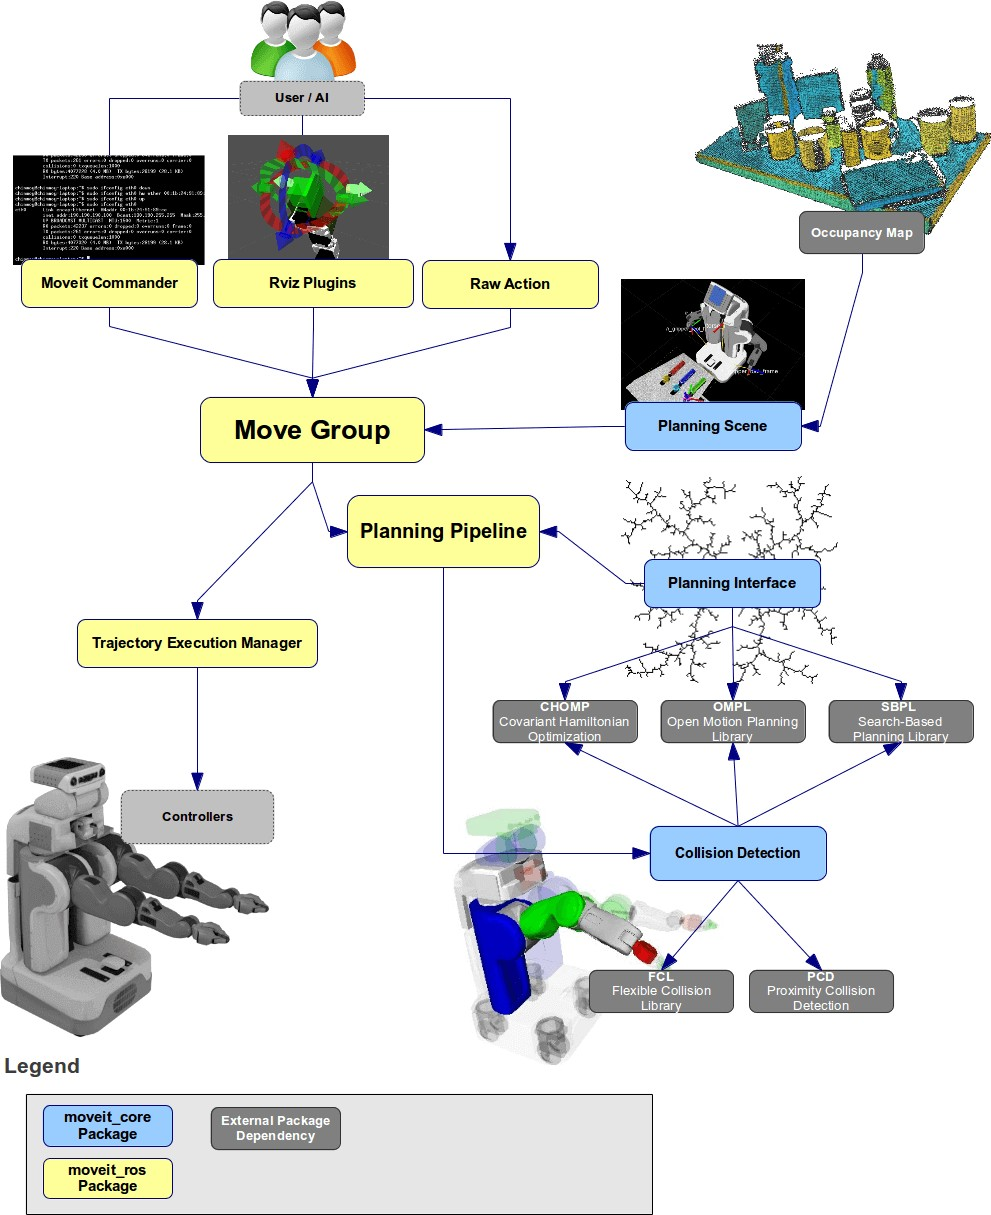 User / AI
Occupancy Map
Moveit Commander
Rviz Plugins
Raw Action
Planning Scene
Move Group
Planning Pipeline
Planning Interface
Trajectory Execution Manager
CHOMP
Covariant Hamiltonian
Optimization
OMPL
Open Motion Planning
Library
SBPL
Search-Based
Planning Library
Controllers
Collision Detection
FCL
Flexible Collision
Library
PCD
Proximity Collision
Detection
Legend
moveit_core
Package
External Package
Dependency
moveit_ros
Package